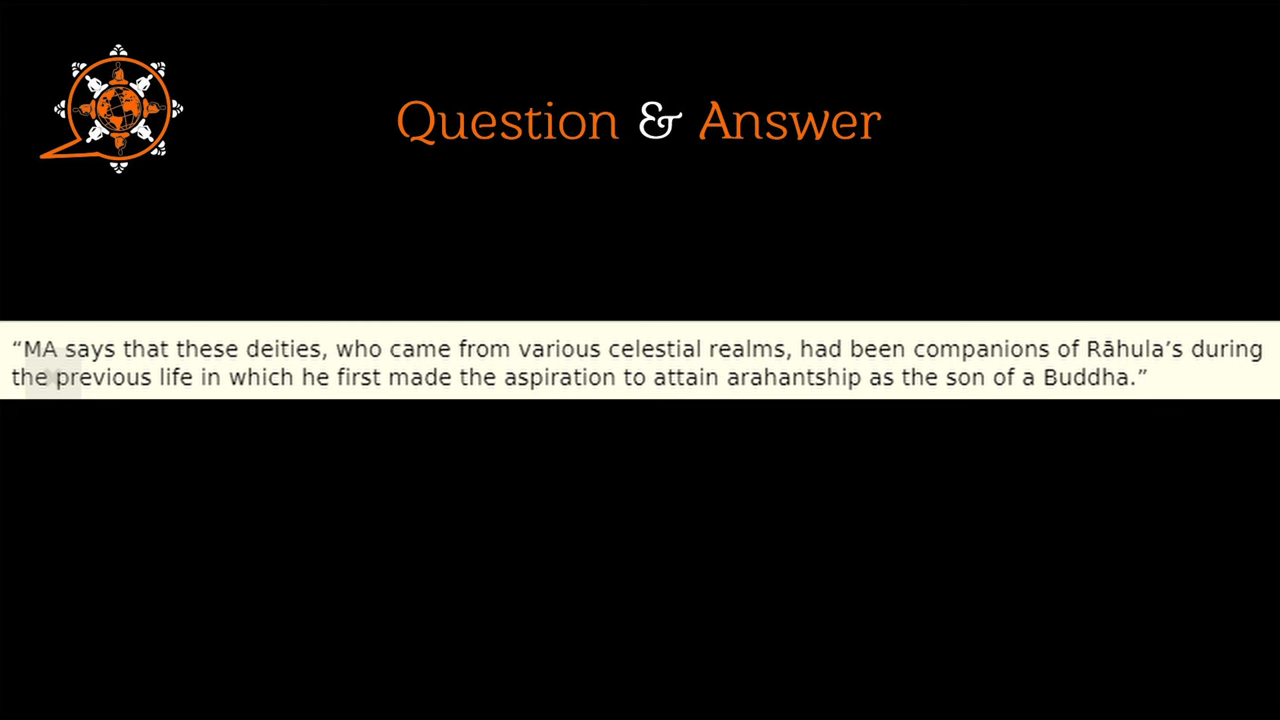 Question & Answer
“MA says that these deities, who came from various celestial realms, had been companions of Rāhula’s during
the previous life in which he first made the aspiration to attain arahantship as the son of a Buddha.”